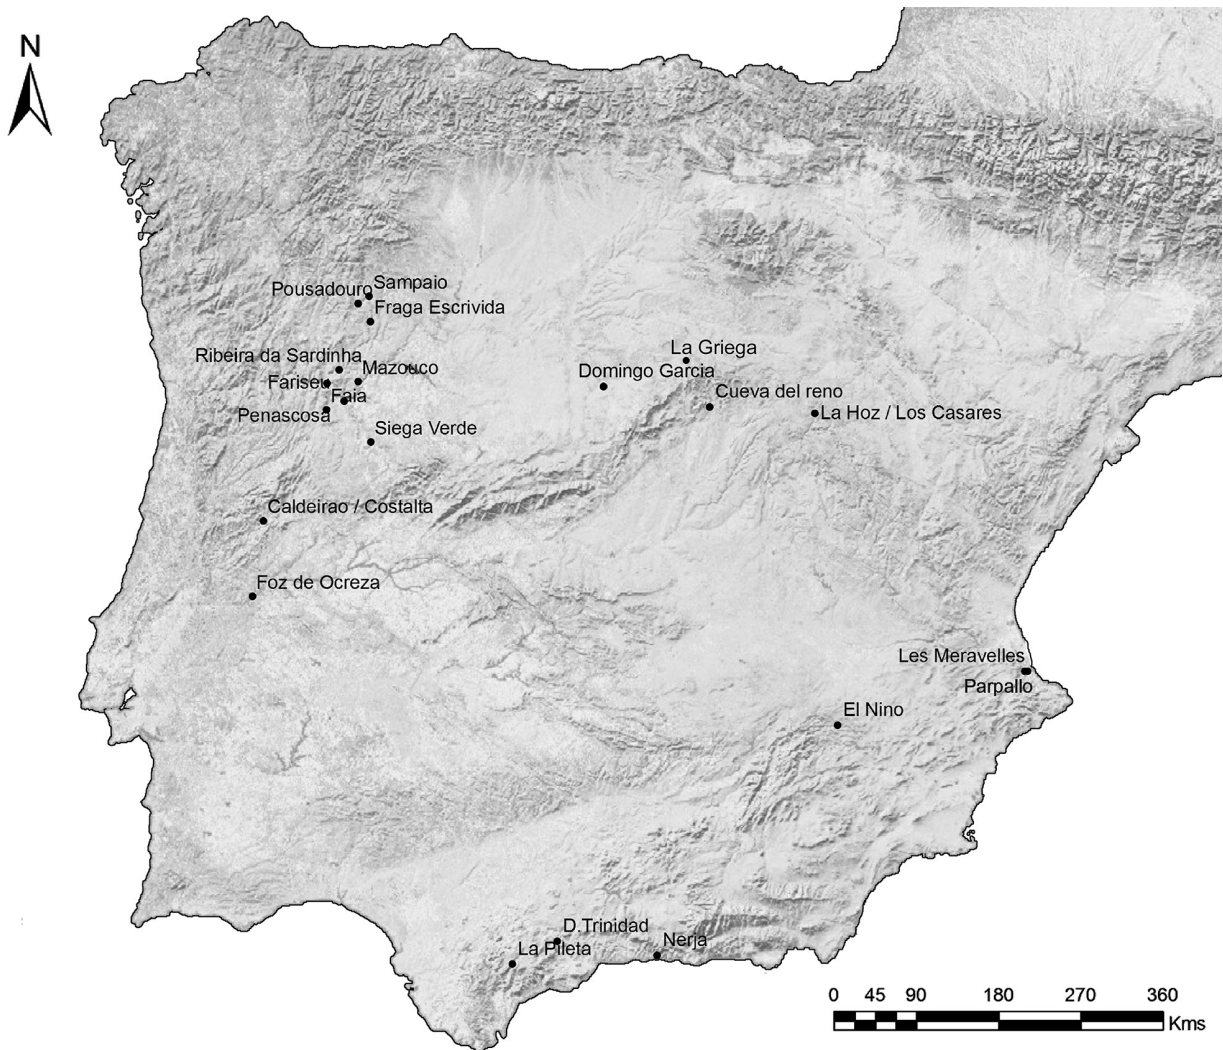 N
Sampaio
Pousadouro
Fraga Escrivida
Ribeira da Sardinha
Mazouco
Fariseu
Faia
Penascosa
Siega Verde
La Griega
Domingo Garcia
Cueva del reno
La Hoz / Los Casares
Caldeirao / Costalta
Foz de Ocreza
Les Meravelles
Parpallo
El Nino
D.Trinidad
La Pileta
Nerja
0 45 90 180 270 360
Kms